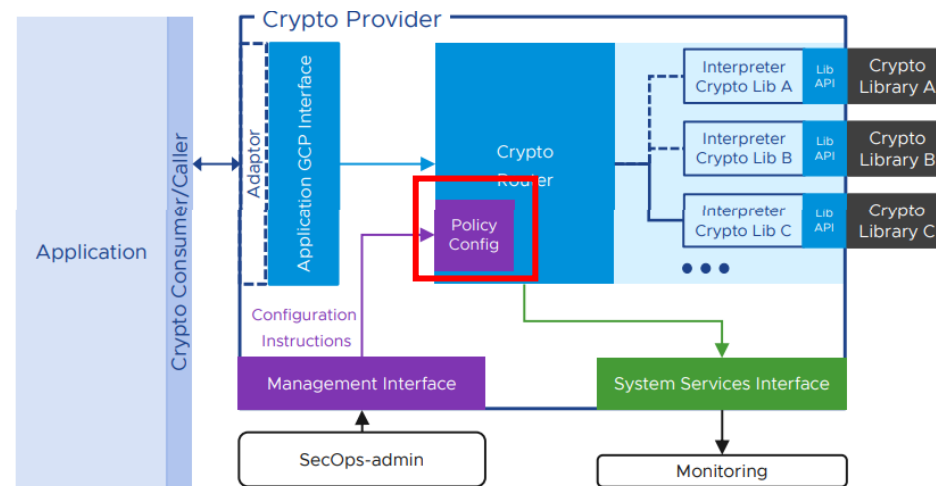 Crypto Provider
Application
Crypto Consumer/Caller
Adaptor
Application GCP Interface
Crypto
Router
Policy
Config
Interpreter
Crypto Lib A
Lib
API
Crypto
Library A
Interpreter
Crypto Lib B
Lib
API
Crypto
Library B
Interpreter
Crypto Lib C
Lib
API
Crypto
Library C
Configuration
Instructions
Management Interface
System Services Interface
SecOps-admin
Monitoring